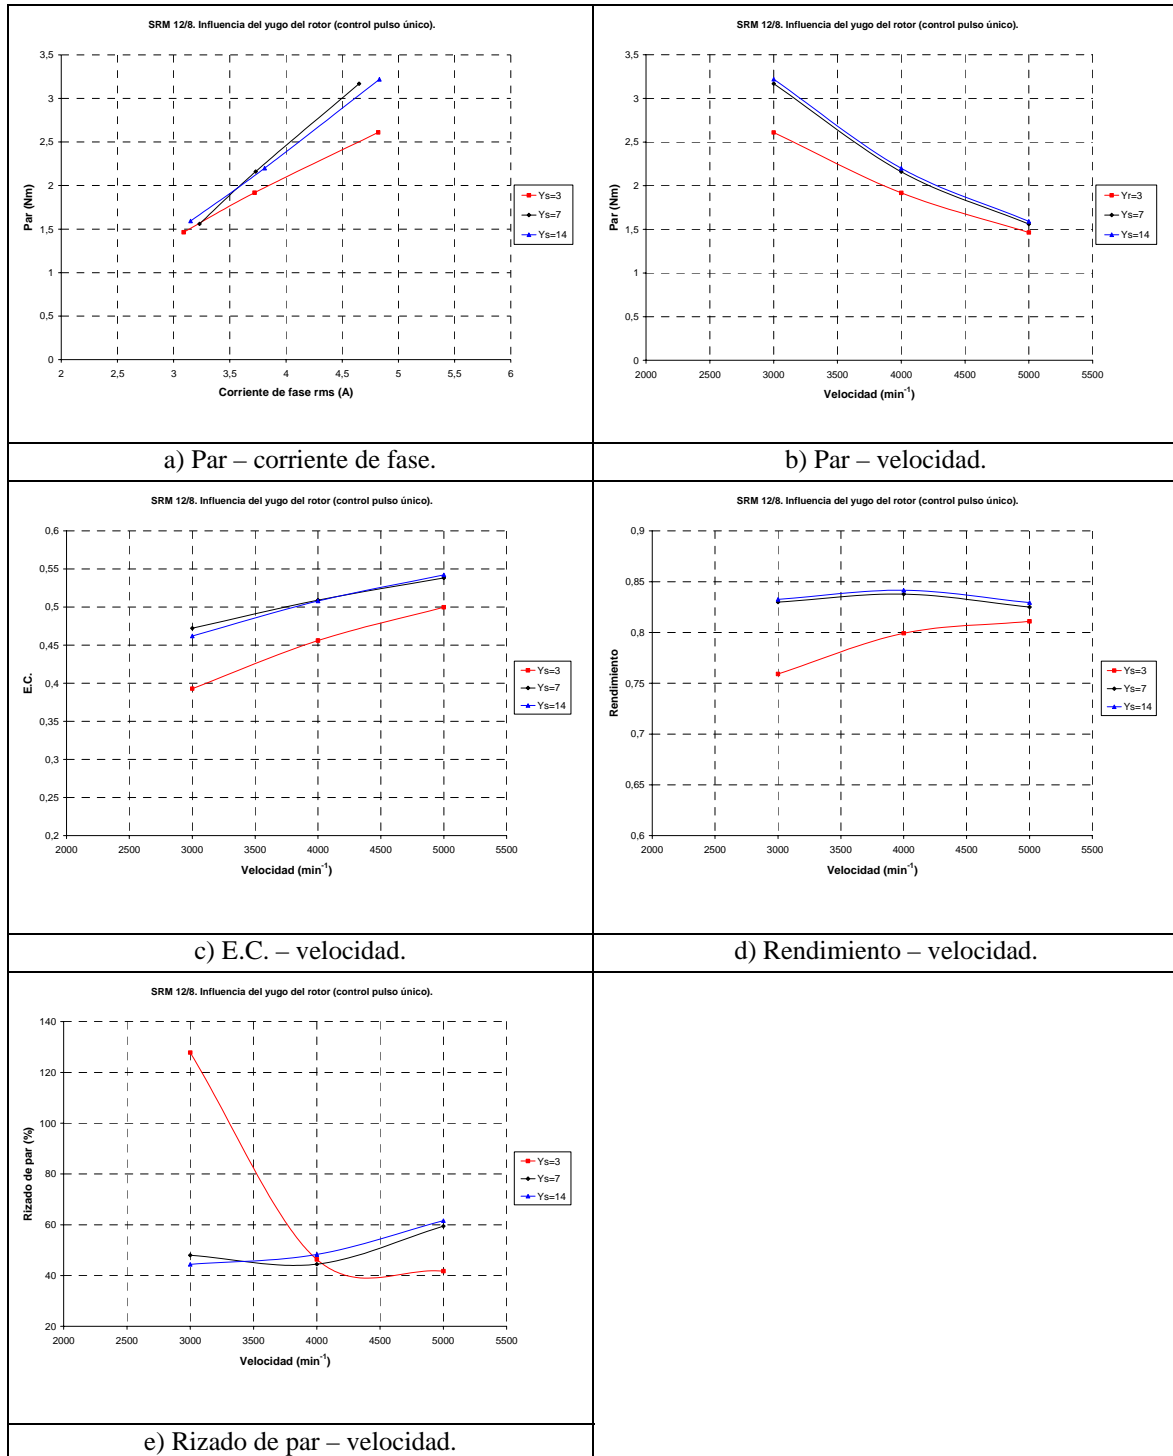 SRM 12/8. Influencia del yugo del rotor (control pulso único).
3,5
3
2,5
2
1,5
1
0,5
0
Par (Nm)
2 2,5 3 3,5 4 4,5 5 5,5 6
Corriente de fase rms (A)
Ys=3
Ys=7
Ys=14
a) Par – corriente de fase.
SRM 12/8. Influencia del yugo del rotor (control pulso único).
3,5
3
2,5
2
1,5
1
0,5
0
Par (Nm)
2000 2500 3000 3500 4000 4500 5000 5500
Velocidad (min-1)
Yr=3
Ys=7
Ys=14
b) Par – velocidad.
SRM 12/8. Influencia del yugo del rotor (control pulso único).
0,6
0,55
0,5
0,45
0,4
0,35
0,3
0,25
0,2
E.C.
2000 2500 3000 3500 4000 4500 5000 5500
Velocidad (min-1)
Ys=3
Ys=7
Ys=14
c) E.C. – velocidad.
SRM 12/8. Influencia del yugo del rotor (control pulso único).
0,9
0,85
0,8
0,75
0,7
0,65
0,6
Rendimiento
2000 2500 3000 3500 4000 4500 5000 5500
Velocidad (min-1)
Ys=3
Ys=7
Ys=14
d) Rendimiento – velocidad.
SRM 12/8. Influencia del yugo del rotor (control pulso único).
140
120
100
80
60
40
20
Rizado de par (%)
2000 2500 3000 3500 4000 4500 5000 5500
Velocidad (min-1)
Ys=3
Ys=7
Ys=14
e) Rizado de par – velocidad.